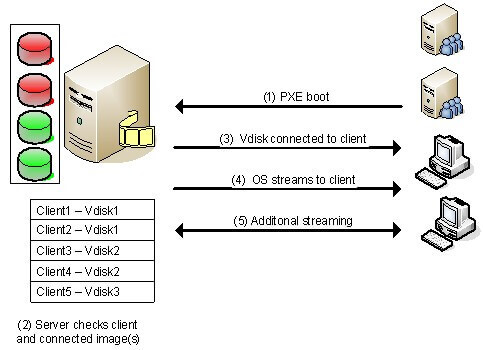 (1) PXE boot
(3) Vdisk connected to client
(4) OS streams to client
(5) Additonal streaming
Client1 – Vdisk1
Client2 – Vdisk1
Client3 – Vdisk2
Client4 – Vdisk2
Client5 – Vdisk3
(2) Server checks client
and connected image(s)